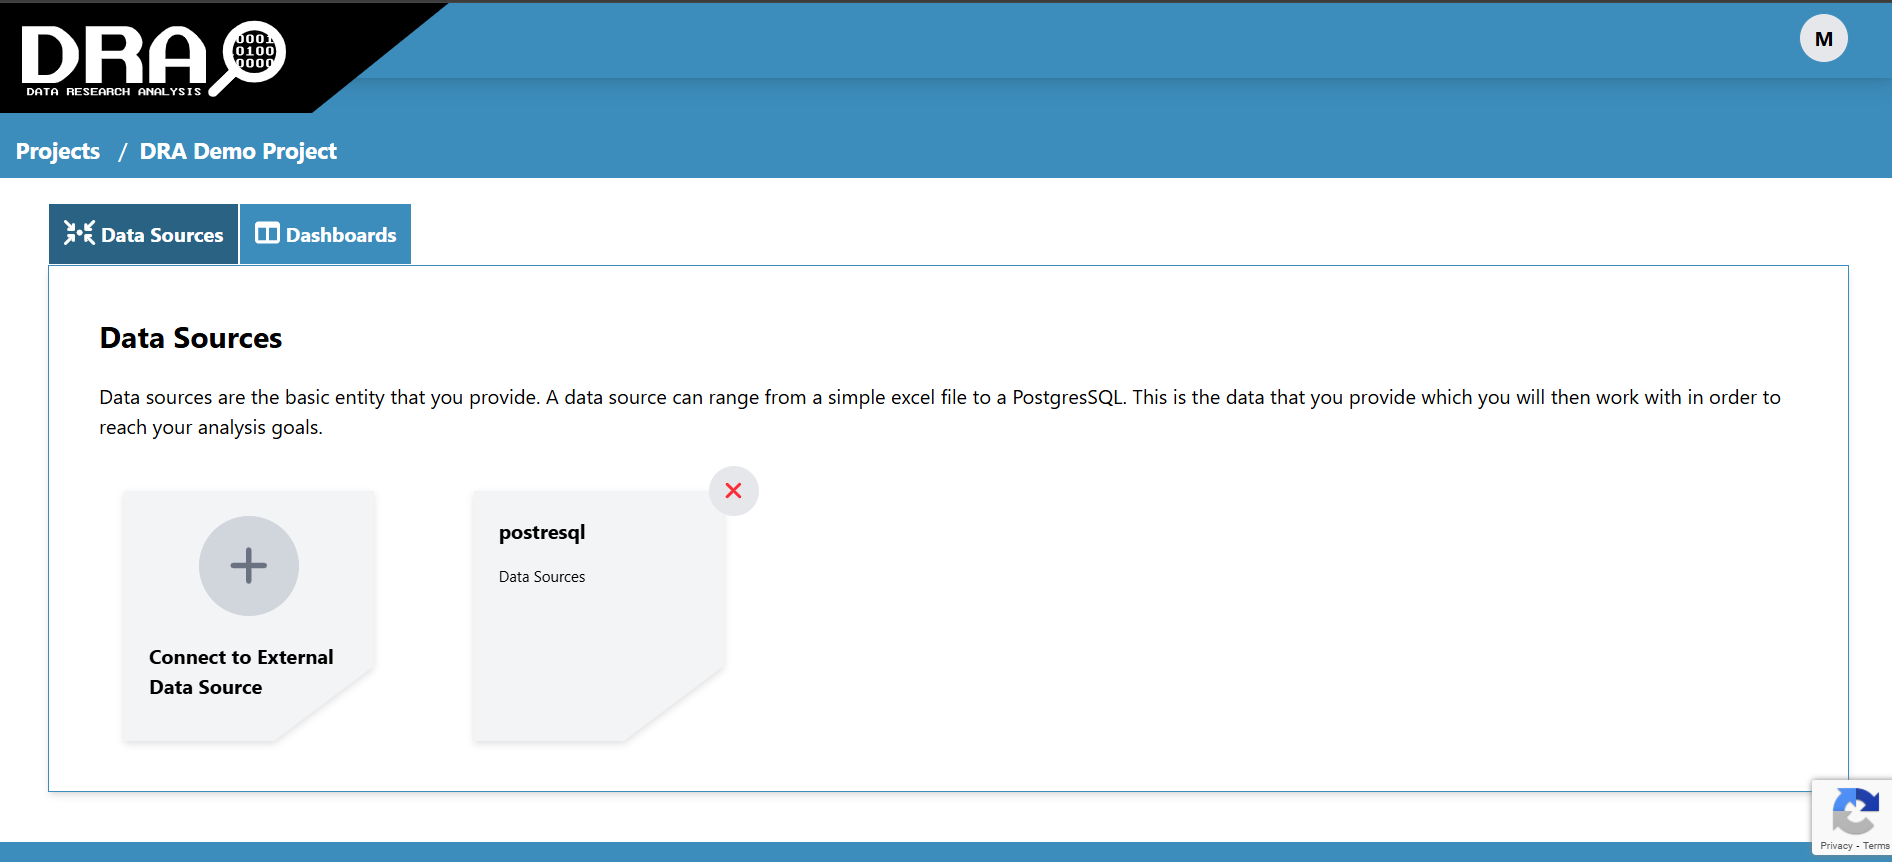 DRA
0001
0100
0000
DATA RESEARCH ANALYSIS
M
Projects / DRA Demo Project
Data Sources
Dashboards
Data Sources
Data sources are the basic entity that you provide. A data source can range from a simple excel file to a PostgresSQL. This is the data that you provide which you will then work with in order to
reach your analysis goals.
Connect to External
Data Source
postresql
Data Sources
Privacy - Terms